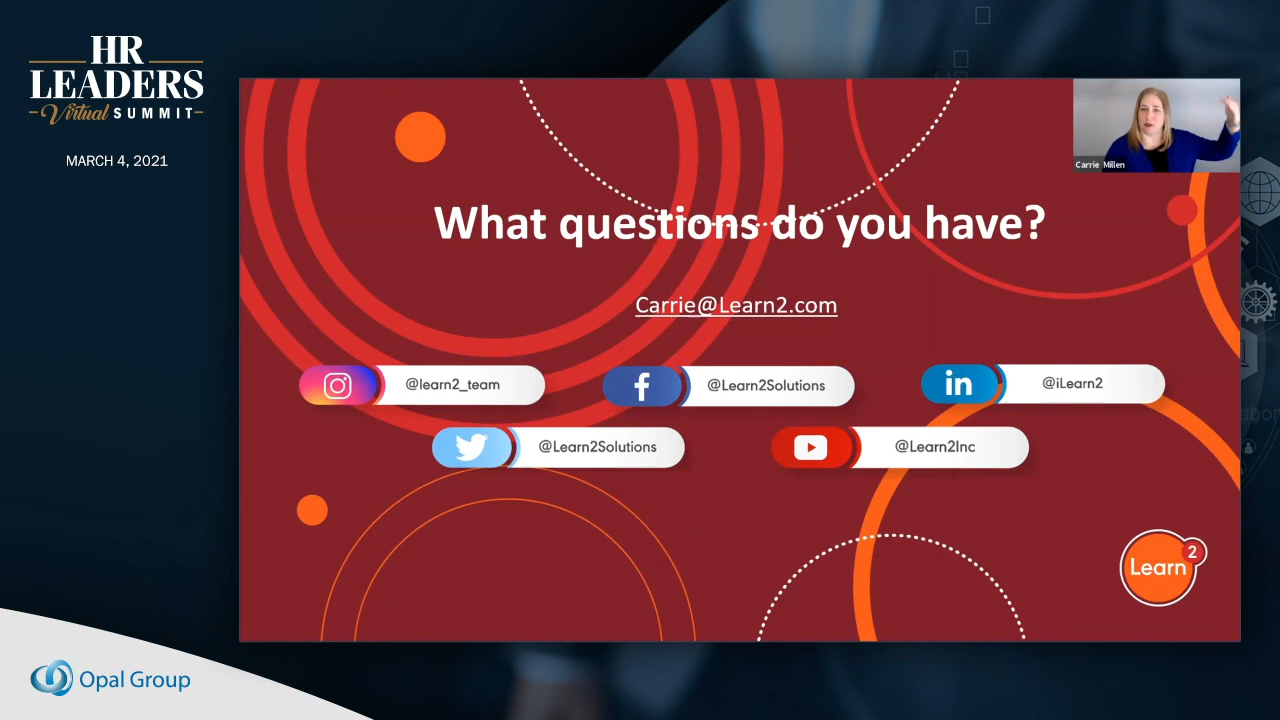 HR
LEADERS
Virtual SUMMIT
MARCH 4, 2021
Carrie Millen
What questions do you have?
Carrie@Learn2.com
@learn2_team
@Learn2Solutions
@iLearn2
@Learn2Solutions
@Learn2Inc
Learn 2
Opal Group